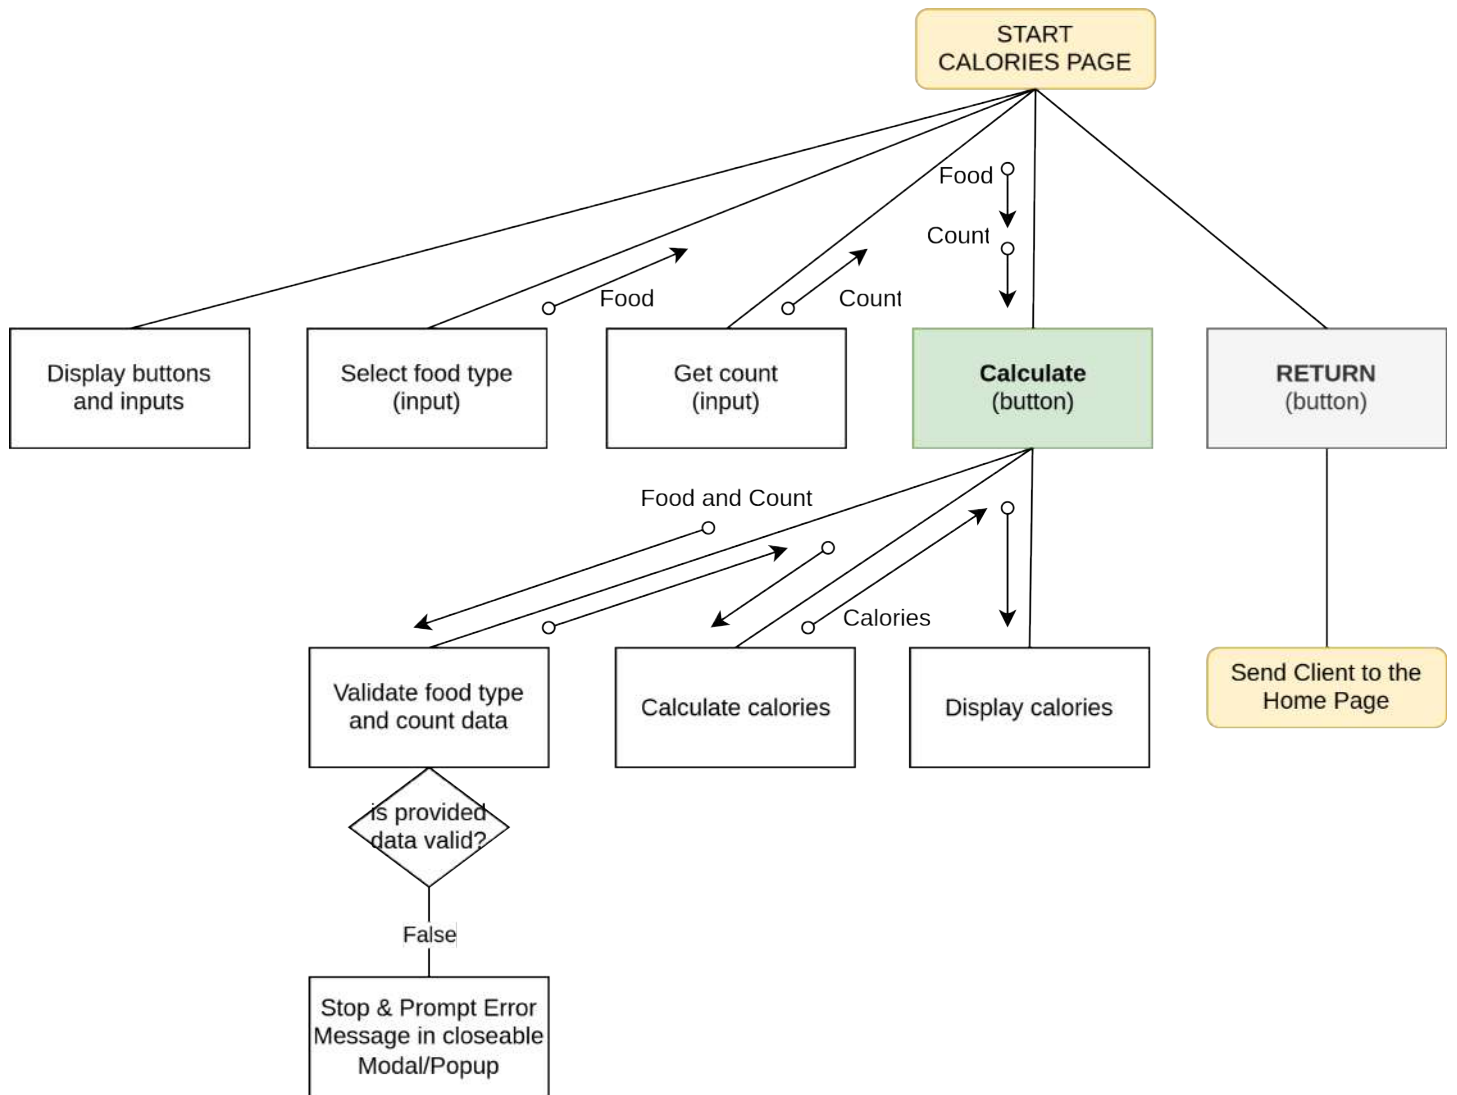 START
CALORIES PAGE
Food
Count
Food
Count
Display buttons
and inputs
Select food type
(input)
Get count
(input)
Calculate
(button)
RETURN
(button)
Food and Count
Calories
Validate food type
and count data
Calculate calories
Display calories
Send Client to the
Home Page
is provided
data valid?
False
Stop & Prompt Error
Message in closeable
Modal/Popup